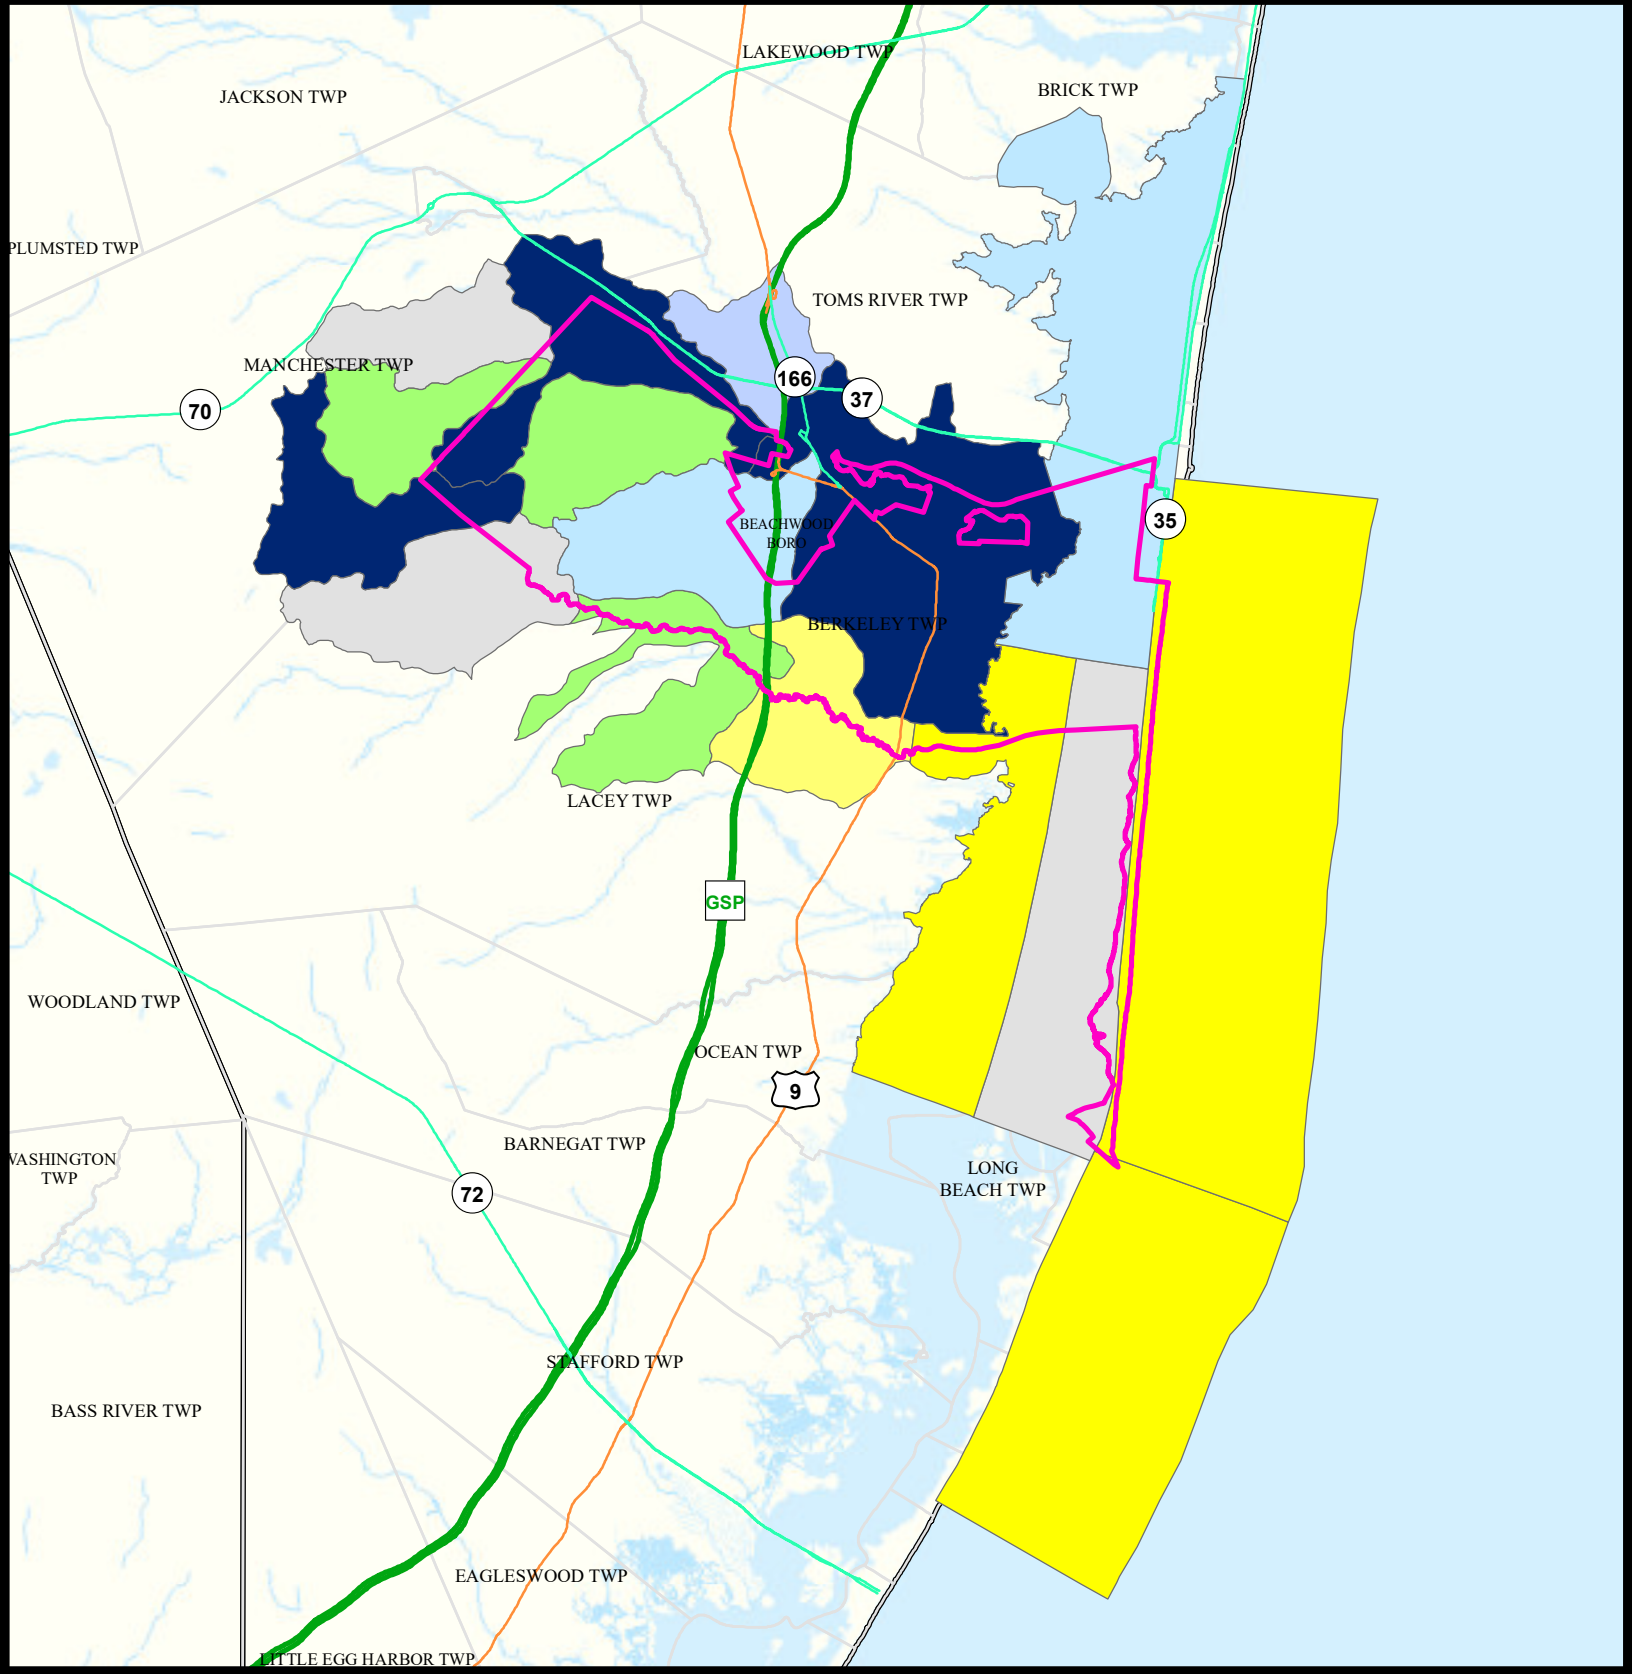 LAKEWOOD TWP
BRICK TWP
JACKSON TWP
PLUMSTED TWP
TOMS RIVER TWP
MANCHESTER TWP
166
37
70
35
BEACHWOOD
BORO
BERKELEY TWP
LACEY TWP
GSP
WOODLAND TWP
OCEAN TWP
9
BARNEGAT TWP
WASHINGTON
TWP
LONG
BEACH TWP
72
STAFFORD TWP
BASS RIVER TWP
EAGLESWOOD TWP
LITTLE EGG HARBOR TWP